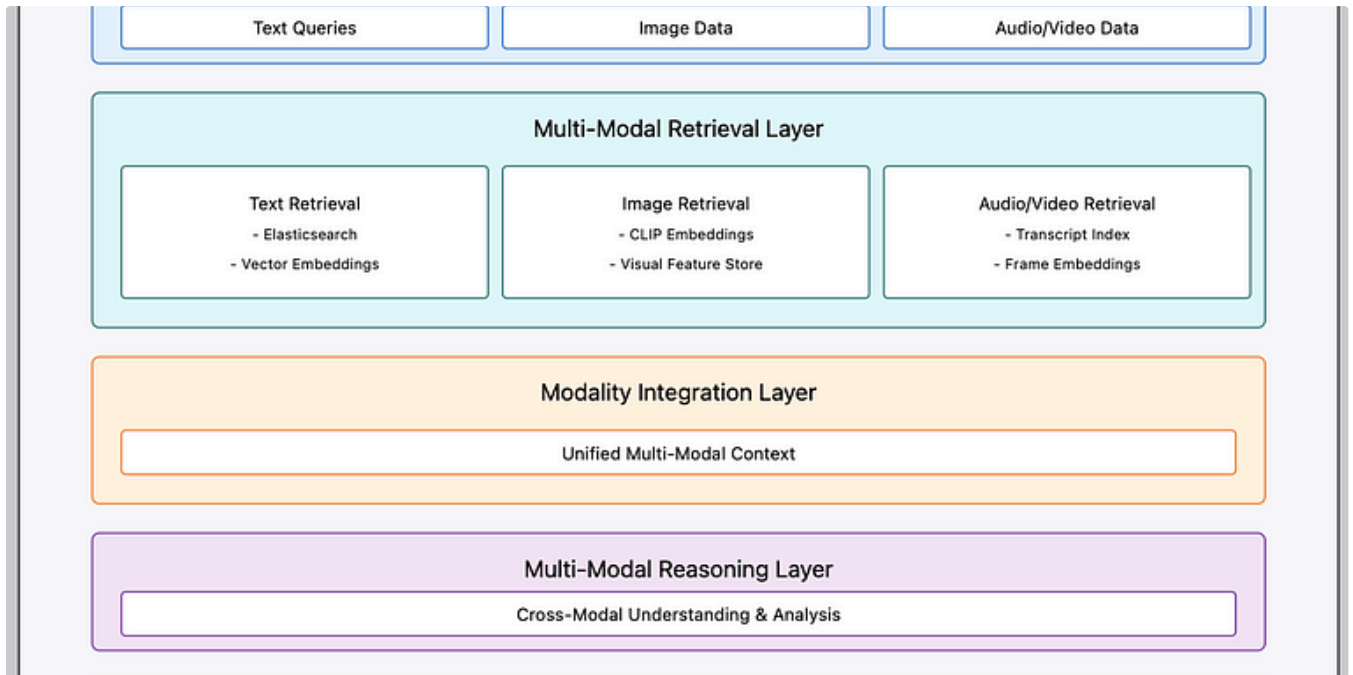 Text Queries
Image Data
Audio/Video Data
Multi-Modal Retrieval Layer
Text Retrieval
- Elasticsearch
- Vector Embeddings
Image Retrieval
- CLIP Embeddings
- Visual Feature Store
Audio/Video Retrieval
- Transcript Index
- Frame Embeddings
Modality Integration Layer
Unified Multi-Modal Context
Multi-Modal Reasoning Layer
Cross-Modal Understanding & Analysis